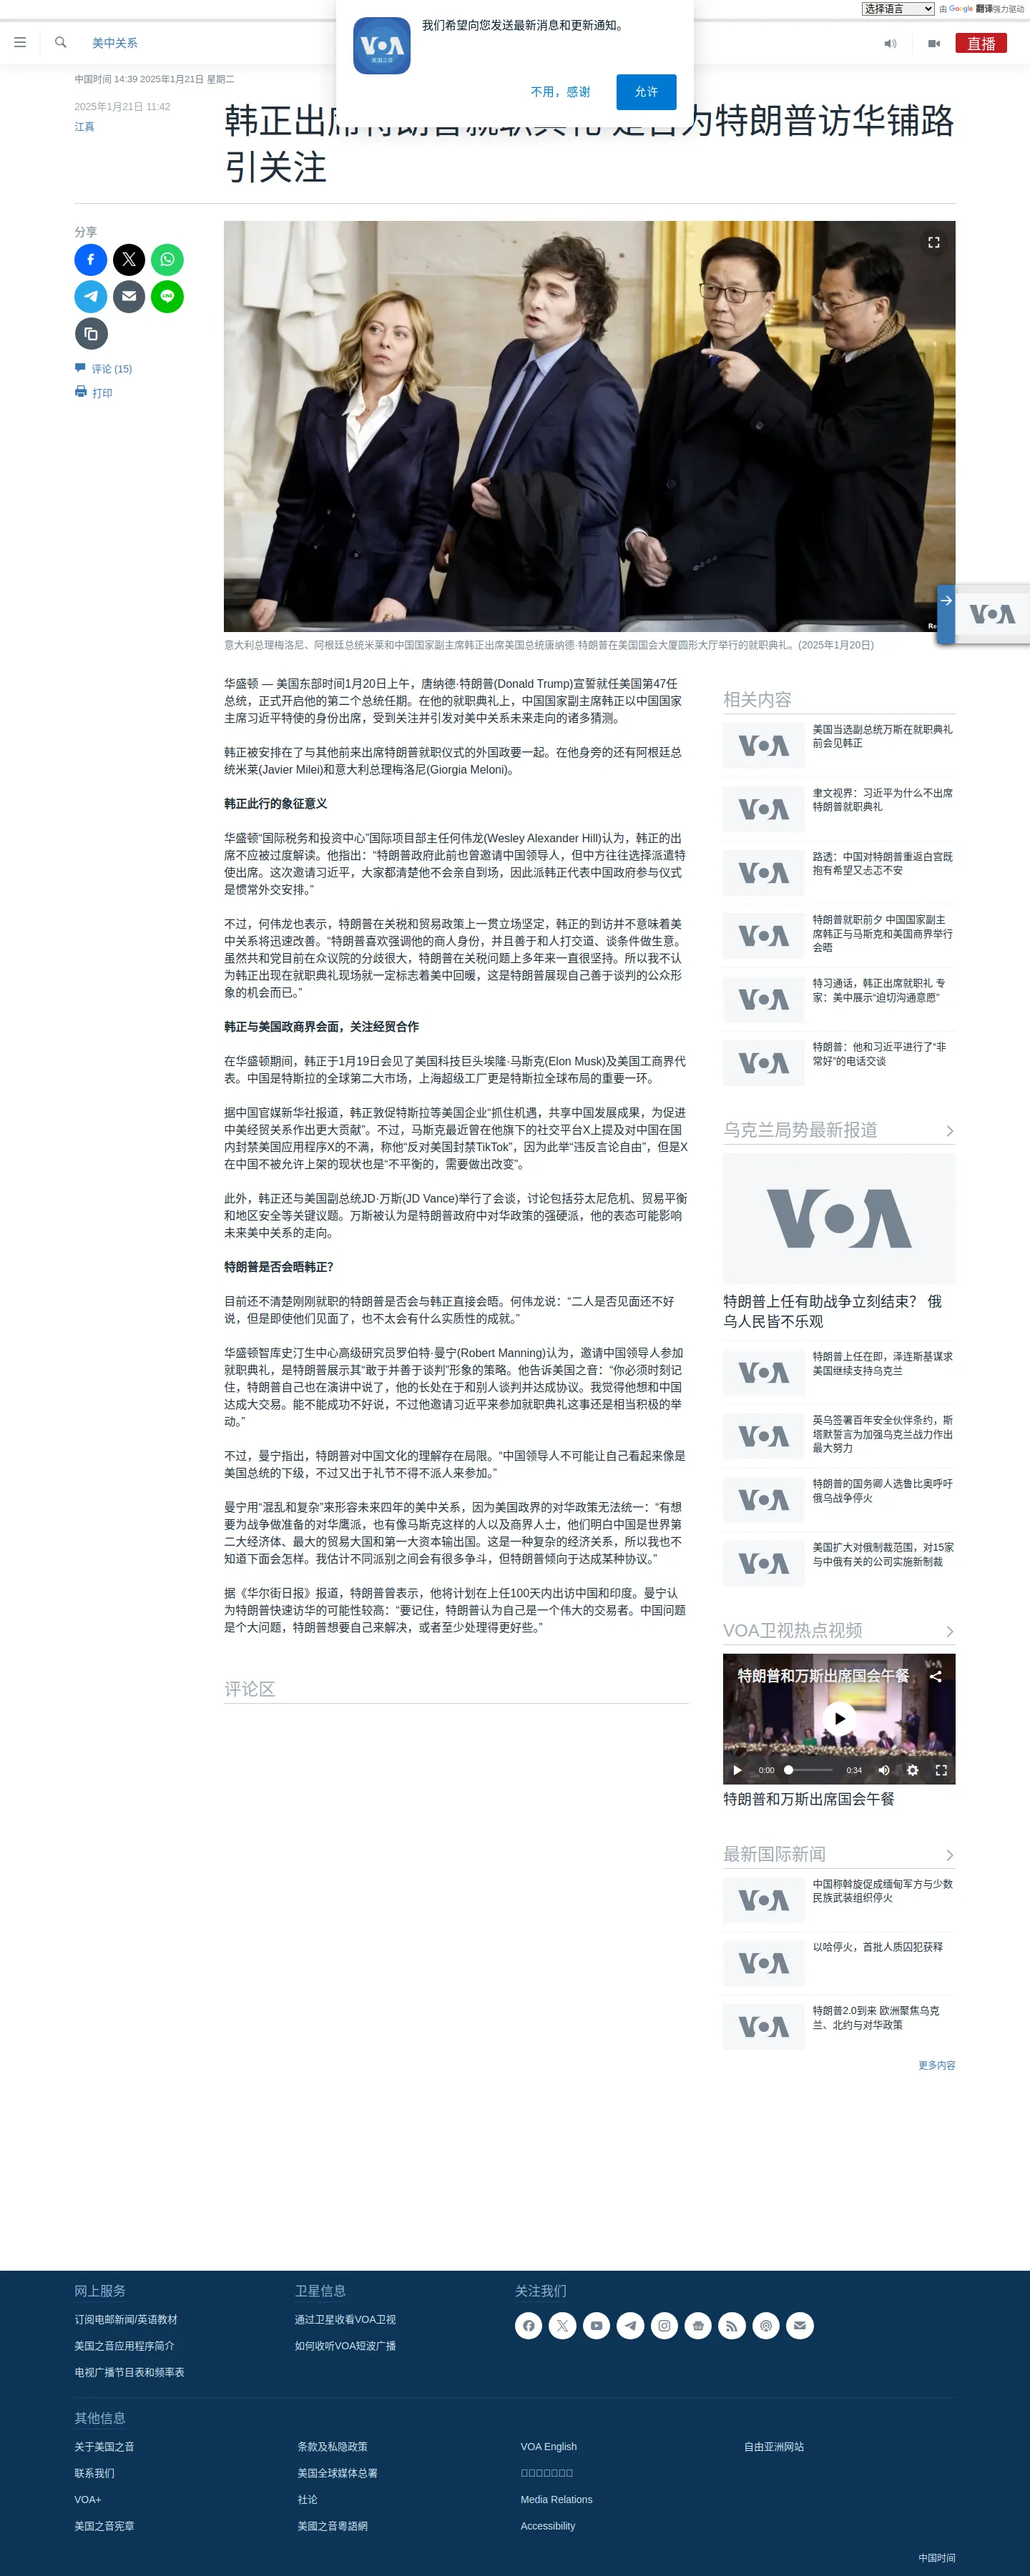 选择语言
由 Google 翻译强力驱动
美中关系
直播
VOA
美国之音
我们希望向您发送最新消息和更新通知。
不用，感谢
允许
中国时间 14:39 2025年1月21日 星期二
2025年1月21日 11:42
江真
引关注
分享
评论 (15)
打印
意大利总理梅洛尼、阿根廷总统米莱和中国国家副主席韩正出席美国总统唐纳德·特朗普在美国国会大厦圆形大厅举行的就职典礼。(2025年1月20日)
VOA
华盛顿 — 美国东部时间1月20日上午，唐纳德·特朗普(Donald Trump)宣誓就任美国第47任
总统，正式开启他的第二个总统任期。在他的就职典礼上，中国国家副主席韩正以中国国家
主席习近平特使的身份出席，受到关注并引发对美中关系未来走向的诸多猜测。
韩正被安排在了与其他前来出席特朗普就职仪式的外国政要一起。在他身旁的还有阿根廷总
统米莱(Javier Milei)和意大利总理梅洛尼(Giorgia Meloni)。
韩正此行的象征意义
华盛顿“国际税务和投资中心”国际项目部主任何伟龙(Wesley Alexander Hill)认为，韩正的出
席不应被过度解读。他指出：“特朗普政府此前也曾邀请中国领导人，但中方往往选择派遣特
使出席。这次邀请习近平，大家都清楚他不会亲自到场，因此派韩正代表中国政府参与仪式
是惯常外交安排。”
不过，何伟龙也表示，特朗普在关税和贸易政策上一贯立场坚定，韩正的到访并不意味着美
中关系将迅速改善。“特朗普喜欢强调他的商人身份，并且善于和人打交道、谈条件做生意。
虽然共和党目前在众议院的分歧很大，特朗普在关税问题上多年来一直很坚持。所以我不认
为韩正出现在就职典礼现场就一定标志着美中回暖，这是特朗普展现自己善于谈判的公众形
象的机会而已。”
韩正与美国政商界会面，关注经贸合作
在华盛顿期间，韩正于1月19日会见了美国科技巨头埃隆·马斯克(Elon Musk)及美国工商界代
表。中国是特斯拉的全球第二大市场，上海超级工厂更是特斯拉全球布局的重要一环。
据中国官媒新华社报道，韩正敦促特斯拉等美国企业“抓住机遇，共享中国发展成果，为促进
中美经贸关系作出更大贡献”。不过，马斯克最近曾在他旗下的社交平台X上提及对中国在国
内封禁美国应用程序X的不满，称他“反对美国封禁TikTok”，因为此举“违反言论自由”，但是X
在中国不被允许上架的现状也是“不平衡的，需要做出改变”。
此外，韩正还与美国副总统JD·万斯(JD Vance)举行了会谈，讨论包括芬太尼危机、贸易平衡
和地区安全等关键议题。万斯被认为是特朗普政府中对华政策的强硬派，他的表态可能影响
未来美中关系的走向。
特朗普是否会晤韩正？
目前还不清楚刚刚就职的特朗普是否会与韩正直接会晤。何伟龙说：“二人是否见面还不好
说，但是即使他们见面了，也不太会有什么实质性的成就。”
华盛顿智库史汀生中心高级研究员罗伯特·曼宁(Robert Manning)认为，邀请中国领导人参加
就职典礼，是特朗普展示其“敢于并善于谈判”形象的策略。他告诉美国之音：“你必须时刻记
住，特朗普自己也在演讲中说了，他的长处在于和别人谈判并达成协议。我觉得他想和中国
达成大交易。能不能成功不好说，不过他邀请习近平来参加就职典礼这事还是相当积极的举
动。”
不过，曼宁指出，特朗普对中国文化的理解存在局限。“中国领导人不可能让自己看起来像是
美国总统的下级，不过又出于礼节不得不派人来参加。”
曼宁用“混乱和复杂”来形容未来四年的美中关系，因为美国政界的对华政策无法统一：“有想
要为战争做准备的对华鹰派，也有像马斯克这样的人以及商界人士，他们明白中国是世界第
二大经济体、最大的贸易大国和第一大资本输出国。这是一种复杂的经济关系，所以我也不
知道下面会怎样。我估计不同派别之间会有很多争斗，但特朗普倾向于达成某种协议。”
据《华尔街日报》报道，特朗普曾表示，他将计划在上任100天内出访中国和印度。曼宁认
为特朗普快速访华的可能性较高：“要记住，特朗普认为自己是一个伟大的交易者。中国问题
是个大问题，特朗普想要自己来解决，或者至少处理得更好些。”
评论区
相关内容
美国当选副总统万斯在就职典礼
前会见韩正
聿文视界：习近平为什么不出席
特朗普就职典礼
路透：中国对特朗普重返白宫既
抱有希望又忐忑不安
特朗普就职前夕 中国国家副主
席韩正与马斯克和美国商界举行
会晤
特习通话，韩正出席就职礼 专
家：美中展示“迫切沟通意愿”
特朗普：他和习近平进行了“非
常好”的电话交谈
乌克兰局势最新报道
VOA
特朗普上任有助战争立刻结束？ 俄
乌人民皆不乐观
特朗普上任在即，泽连斯基谋求
美国继续支持乌克兰
英乌签署百年安全伙伴条约，斯
塔默誓言为加强乌克兰战力作出
最大努力
特朗普的国务卿人选鲁比奥呼吁
俄乌战争停火
美国扩大对俄制裁范围，对15家
与中俄有关的公司实施新制裁
VOA卫视热点视频
特朗普和万斯出席国会午餐
0:00
0:34
特朗普和万斯出席国会午餐
最新国际新闻
中国称斡旋促成缅甸军方与少数
民族武装组织停火
以哈停火，首批人质囚犯获释
特朗普2.0到来 欧洲聚焦乌克
兰、北约与对华政策
更多内容
网上服务
订阅电邮新闻/英语教材
美国之音应用程序简介
电视广播节目表和频率表
卫星信息
通过卫星收看VOA卫视
如何收听VOA短波广播
关注我们
其他信息
关于美国之音
联系我们
VOA+
美国之音宪章
条款及私隐政策
美国全球媒体总署
社论
美國之音粵語網
VOA English
Media Relations
Accessibility
自由亚洲网站
中国时间